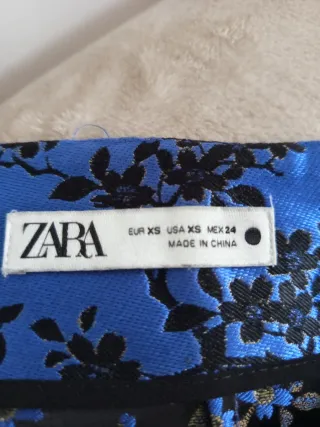 ZARA
EUR XS USA XS MEX 24
MADE IN CHINA